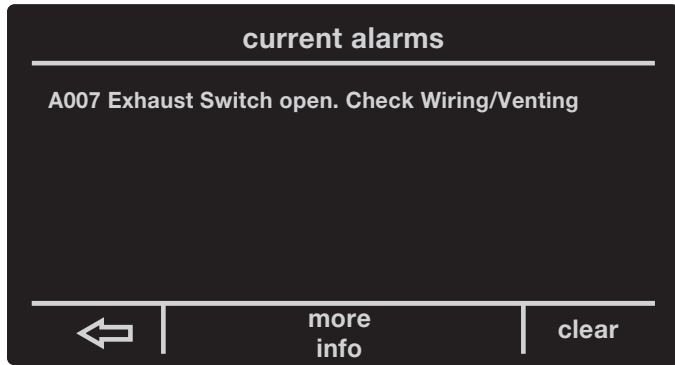 current alarms
A007 Exhaust Switch open. Check Wiring/Venting
more
info
clear